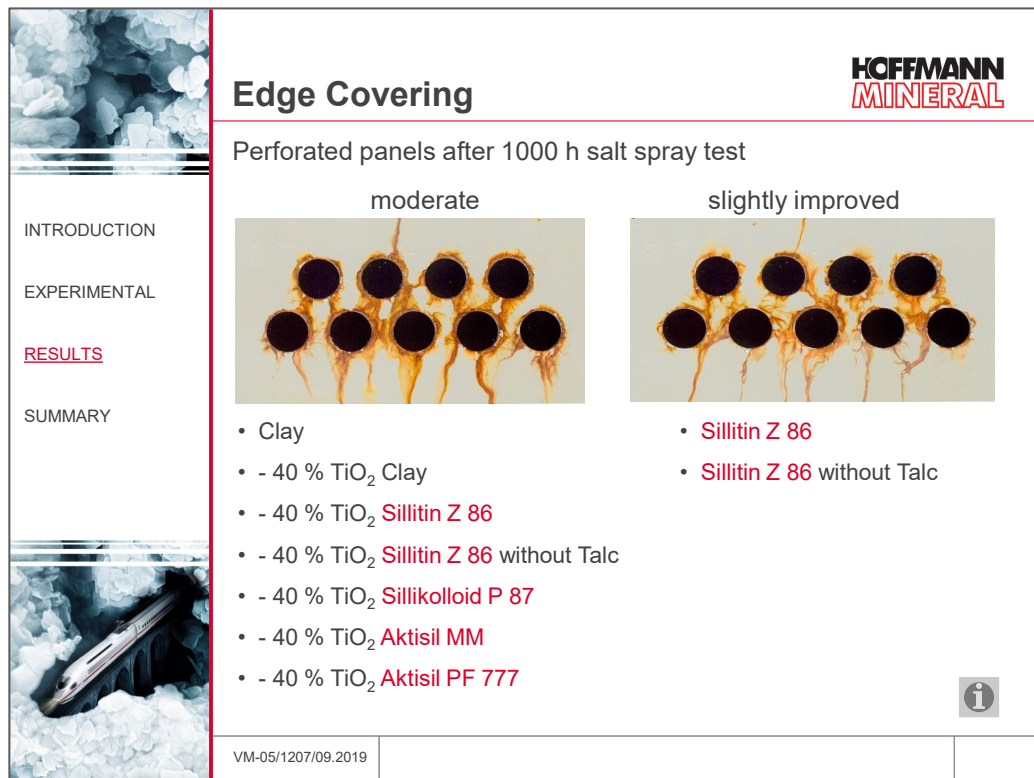 Edge Covering
HOFFMANN
MINERAL
Perforated panels after 1000 h salt spray test
INTRODUCTION
EXPERIMENTAL
RESULTS
SUMMARY
moderate
• Clay
• - 40 % TiO₂ Clay
• - 40 % TiO₂ Sillitin Z 86
• - 40 % TiO₂ Sillitin Z 86 without Talc
• - 40 % TiO₂ Sillikolloid P 87
• - 40 % TiO₂ Aktisil MM
• - 40 % TiO₂ Aktisil PF 777
slightly improved
• Sillitin Z 86
• Sillitin Z 86 without Talc
i
VM-05/1207/09.2019